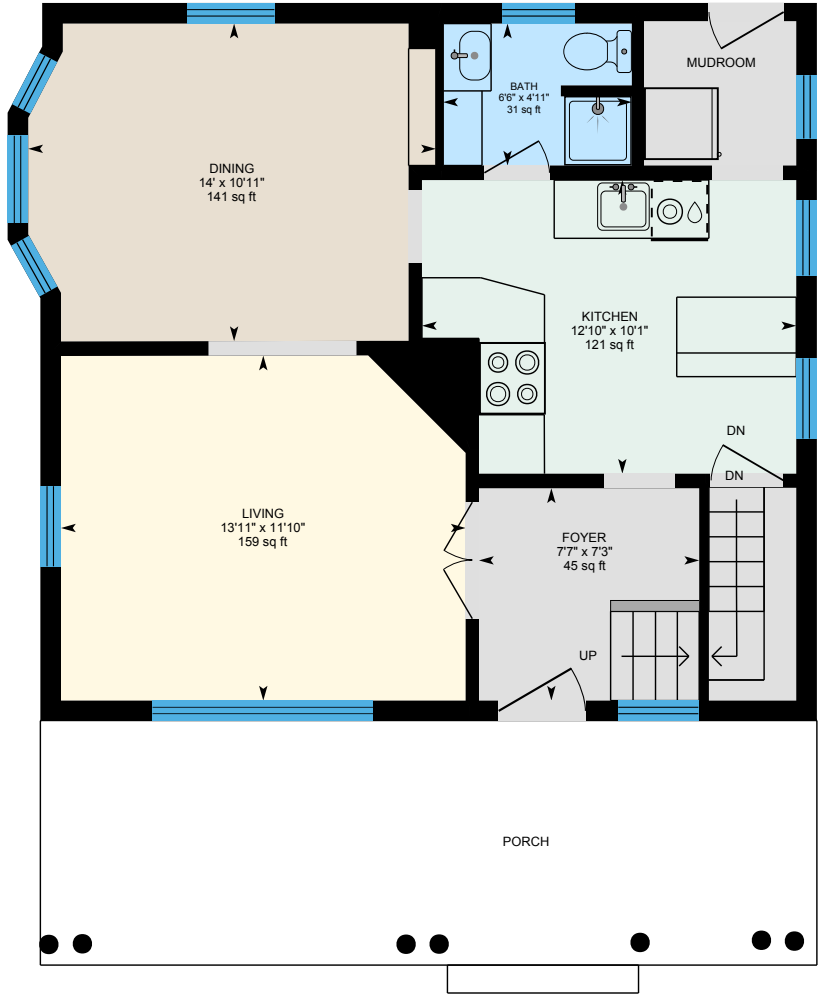 MUDROOM
BATH
6'6" x 4'11"
31 sq ft
DINING
14' x 10'11"
141 sq ft
KITCHEN
12'10" x 10'1"
121 sq ft
DN
DN
LIVING
13'11" x 11'10"
159 sq ft
FOYER
7'7" x 7'3"
45 sq ft
UP
PORCH